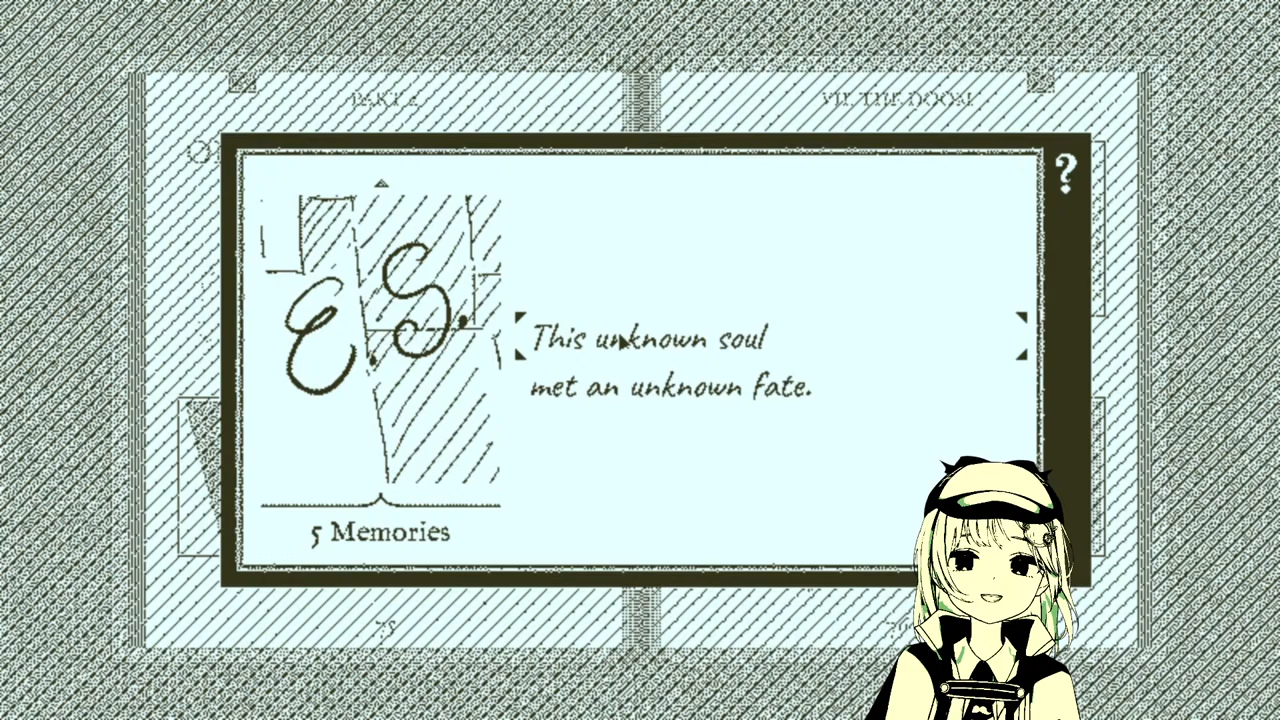 PART 2
VII. THE DOOM
?
E. S.
This unknown soul
met an unknown fate.
5 Memories